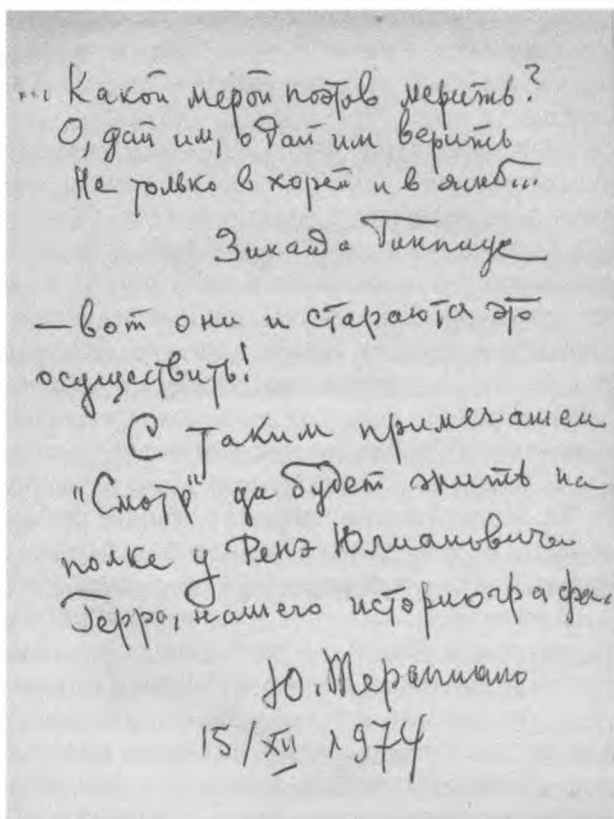 ... Какой мерой поэтов мерить?
О, дай им, о дай им верить
Не только в хорей и в ямб...
Зинаида Гиппиус
— вот они и стараются это
осуществить!
С таким примечанием
"Смотр" да будет жить на
полке у Ренэ Юлиановича
Герра, нашего историографа.
Ю. Терапиано
15/XII 1974